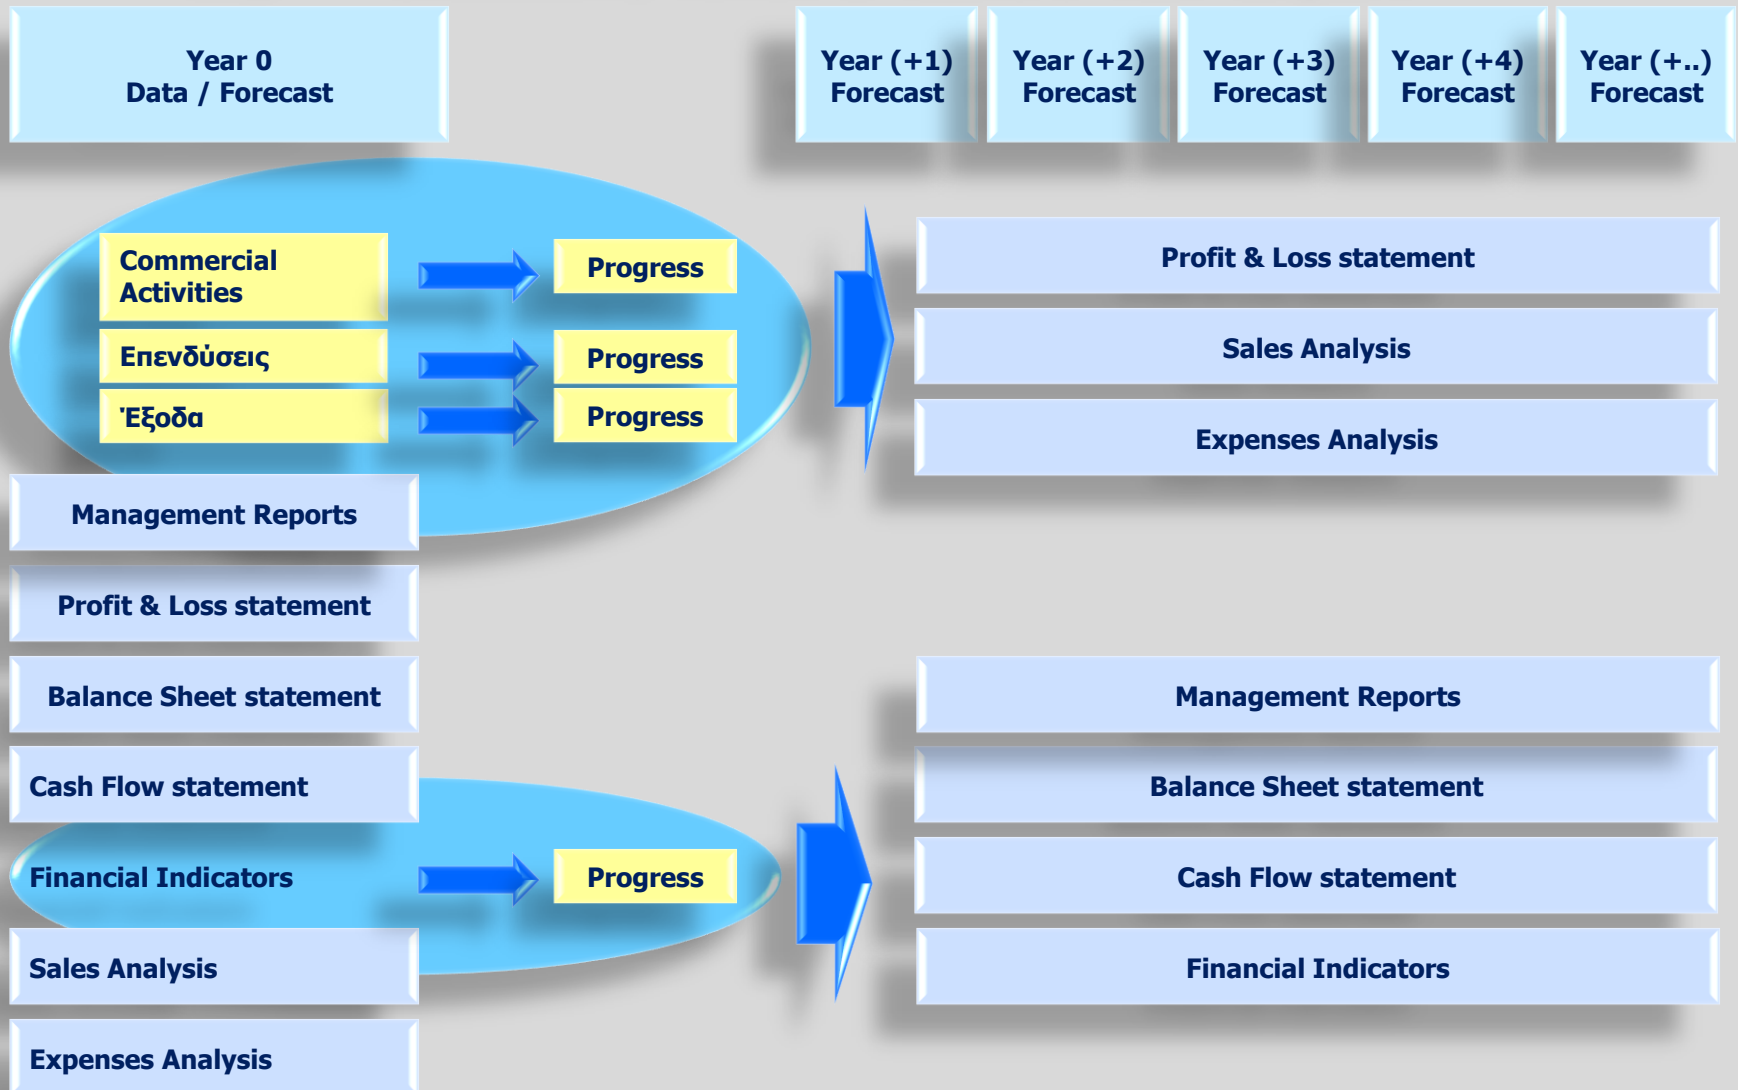 Year 0
Data / Forecast
Year (+1)
Forecast
Year (+2)
Forecast
Year (+3)
Forecast
Year (+4)
Forecast
Year (+..)
Forecast
Commercial
Activities
Progress
Επενδύσεις
Progress
Έξοδα
Progress
Profit & Loss statement
Sales Analysis
Expenses Analysis
Management Reports
Profit & Loss statement
Balance Sheet statement
Cash Flow statement
Financial Indicators
Progress
Sales Analysis
Expenses Analysis
Management Reports
Balance Sheet statement
Cash Flow statement
Financial Indicators